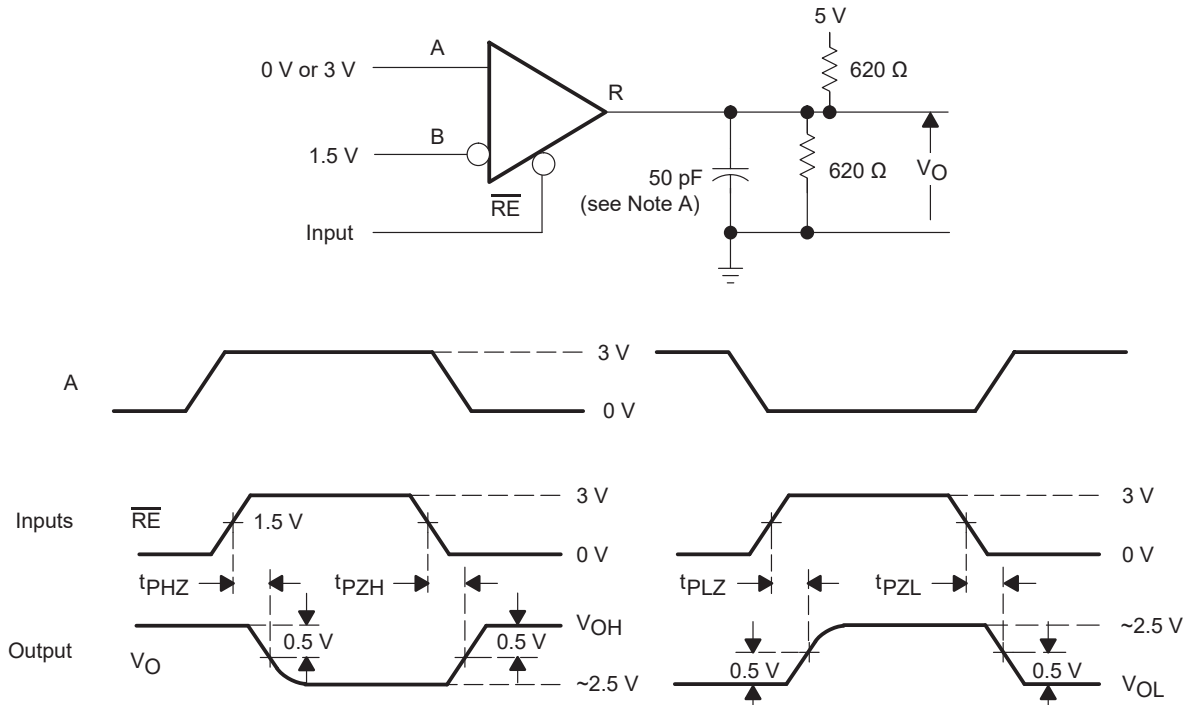 5 V
A
620 Ω
0 V or 3 V
R
B
1.5 V
50 pF
(see Note A)
620 Ω
VO
RE
Input
A
3 V
0 V
Inputs
RE
1.5 V
3 V
0 V
3 V
0 V
tPHZ
tPZH
tPLZ
tPZL
Output
VO
0.5 V
0.5 V
VOH
~2.5 V
0.5 V
0.5 V
~2.5 V
VOL